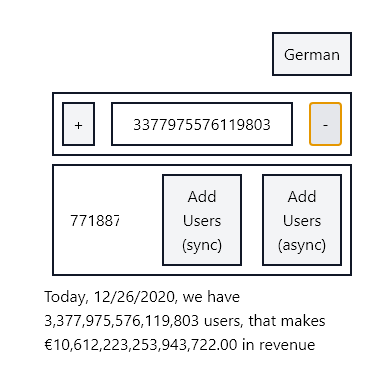 German
+ 3377975576119803 -
771887
Add
Users
(sync)
Add
Users
(async)
Today, 12/26/2020, we have
3,377,975,576,119,803 users, that makes
€10,612,223,253,943,722.00 in revenue